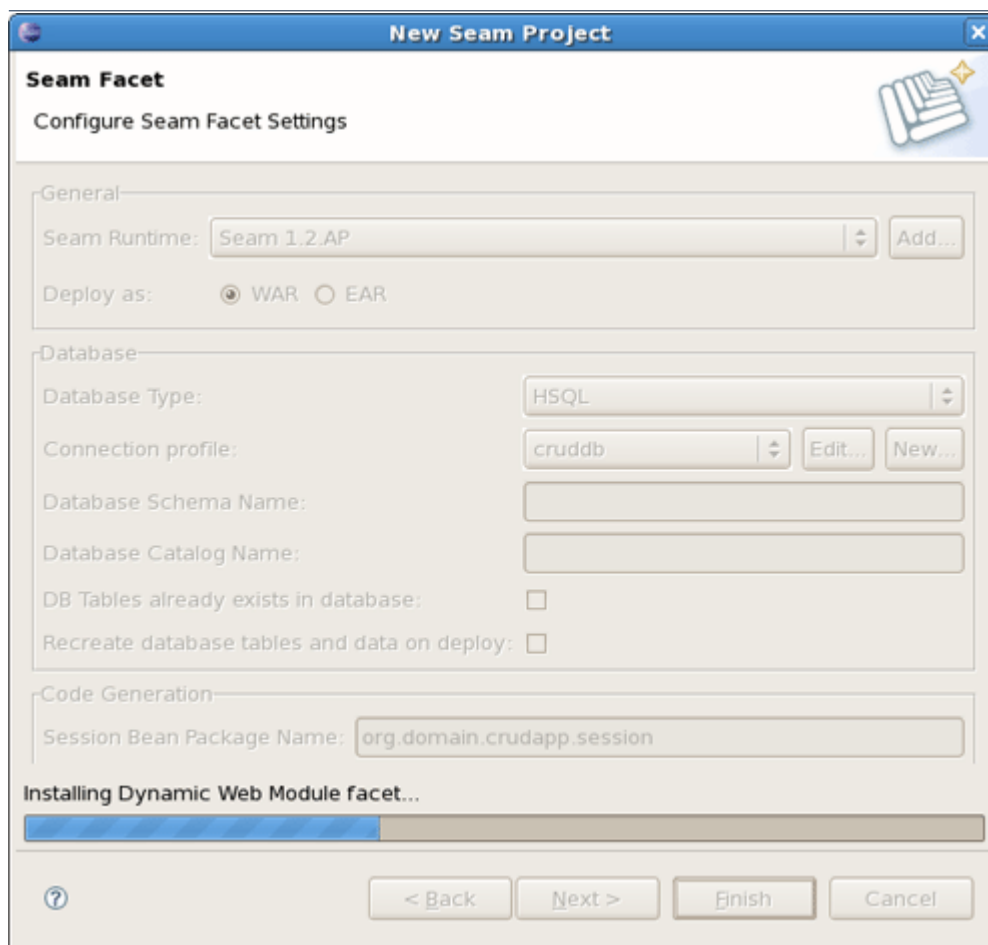 New Seam Project
Seam Facet
Configure Seam Facet Settings
General
Seam Runtime: Seam 1.2.AP Add...
Deploy as: WAR EAR
Database
Database Type: HSQL
Connection profile: cruddb Edit... New...
Database Schema Name:
Database Catalog Name:
DB Tables already exists in database:
Recreate database tables and data on deploy:
Code Generation
Session Bean Package Name: org.domain.crudapp.session
Installing Dynamic Web Module facet...
? < Back Next > Finish Cancel